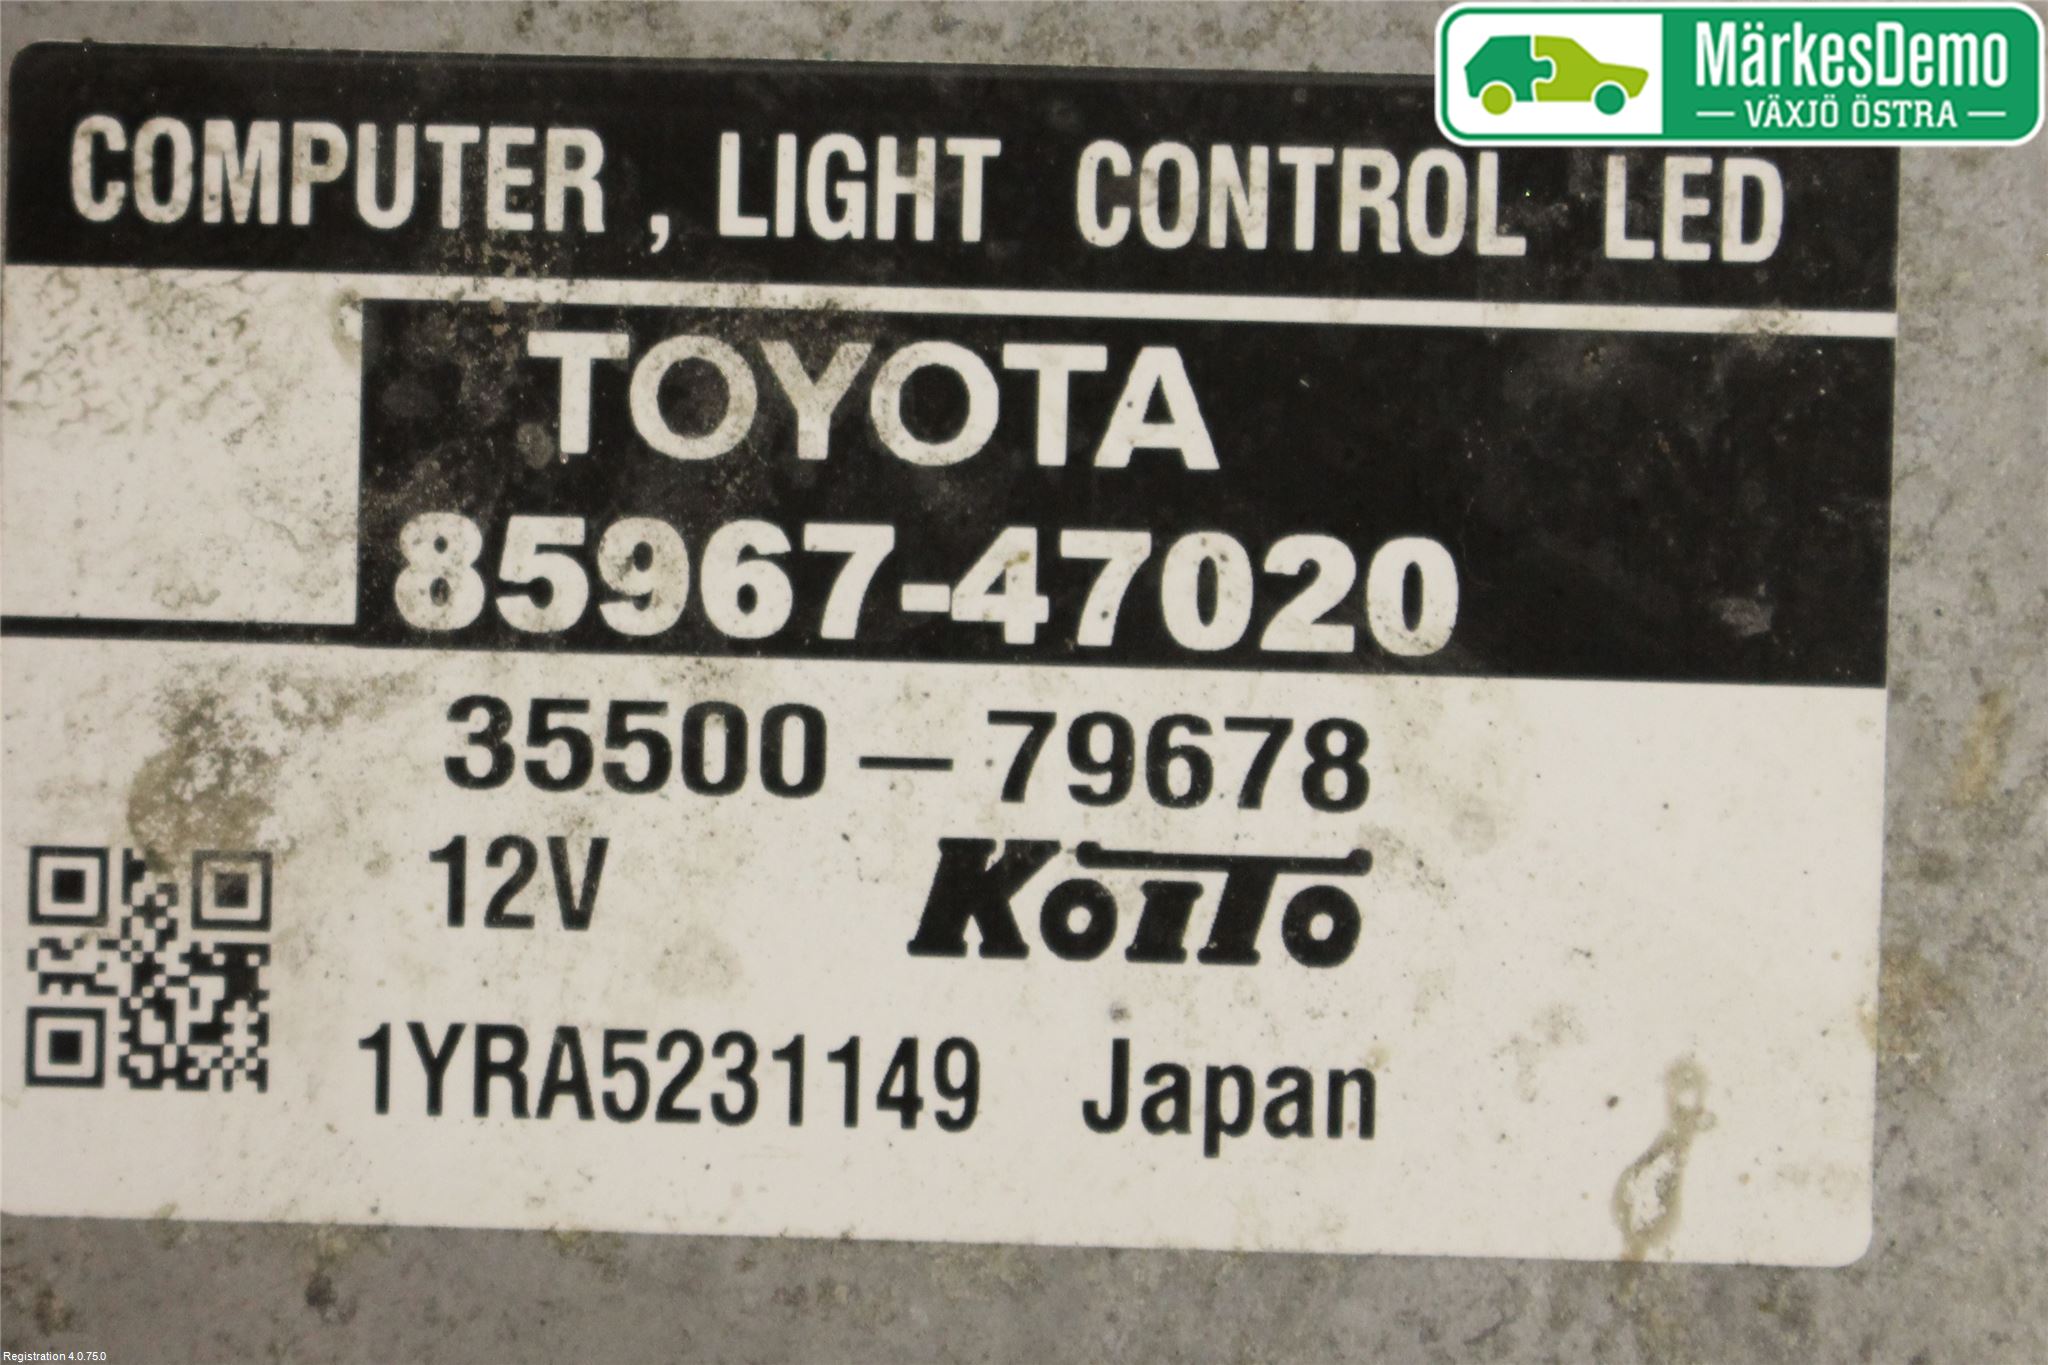 MärkesDemo
— VÄXJÖ ÖSTRA —
COMPUTER , LIGHT CONTROL LED
TOYOTA
85967-47020
35500 — 79678
12V KOITO
1YRA5231149 Japan
Registration 4.0.75.0